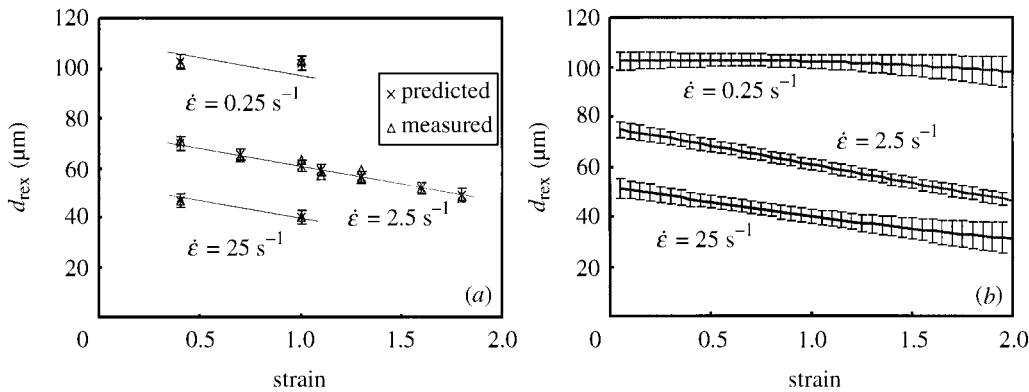 120
100
80
60
40
20
d_rex (μm)
ε̇ = 0.25 s⁻¹
ε̇ = 2.5 s⁻¹
ε̇ = 25 s⁻¹
× predicted
△ measured
(a)
0
0.5
1.0
1.5
2.0
strain
120
100
80
60
40
20
d_rex (μm)
ε̇ = 0.25 s⁻¹
ε̇ = 2.5 s⁻¹
ε̇ = 25 s⁻¹
(b)
0
0.5
1.0
1.5
2.0
strain